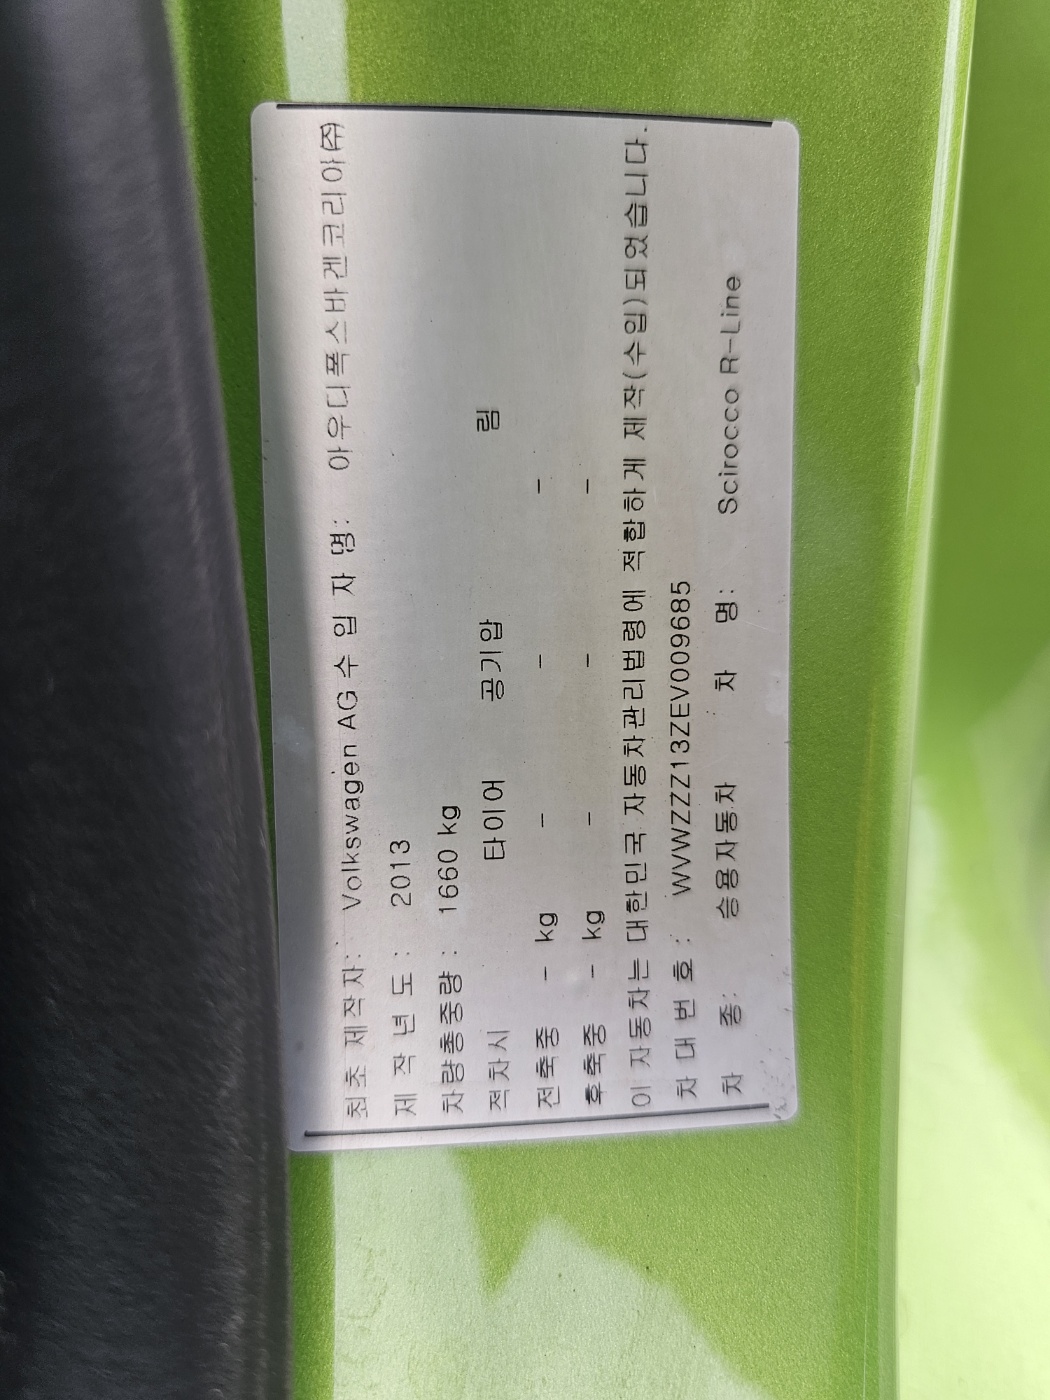 최초 제작자: Volkswagen AG 수 입 자 명: 아우디폭스바겐코리아㈜
제 작 년 도 : 2013
차량총중량 : 1660 kg
적차시 타이어 공기압 림
전축중 - kg - - -
후축중 - kg - - -
이 자동차는 대한민국 자동차관리법령에 적합하게 제작(수입)되었습니다.
차 대 번 호 : WVWZZZ13ZEV009685
차 종: 승용자동차 차 명: Scirocco R-Line